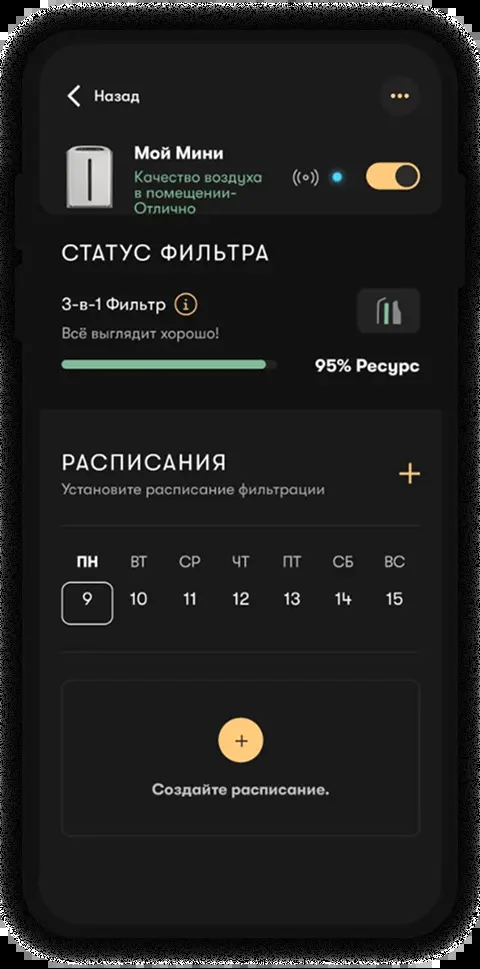 Назад
Мой Мини
Качество воздуха
в помещении-
Отлично
СТАТУС ФИЛЬТРА
3-в-1 Фильтр
Всё выглядит хорошо!
95% Ресурс
РАСПИСАНИЯ
Установите расписание фильтрации
ПН ВТ СР ЧТ ПТ СБ ВС
9 10 11 12 13 14 15
Создайте расписание.